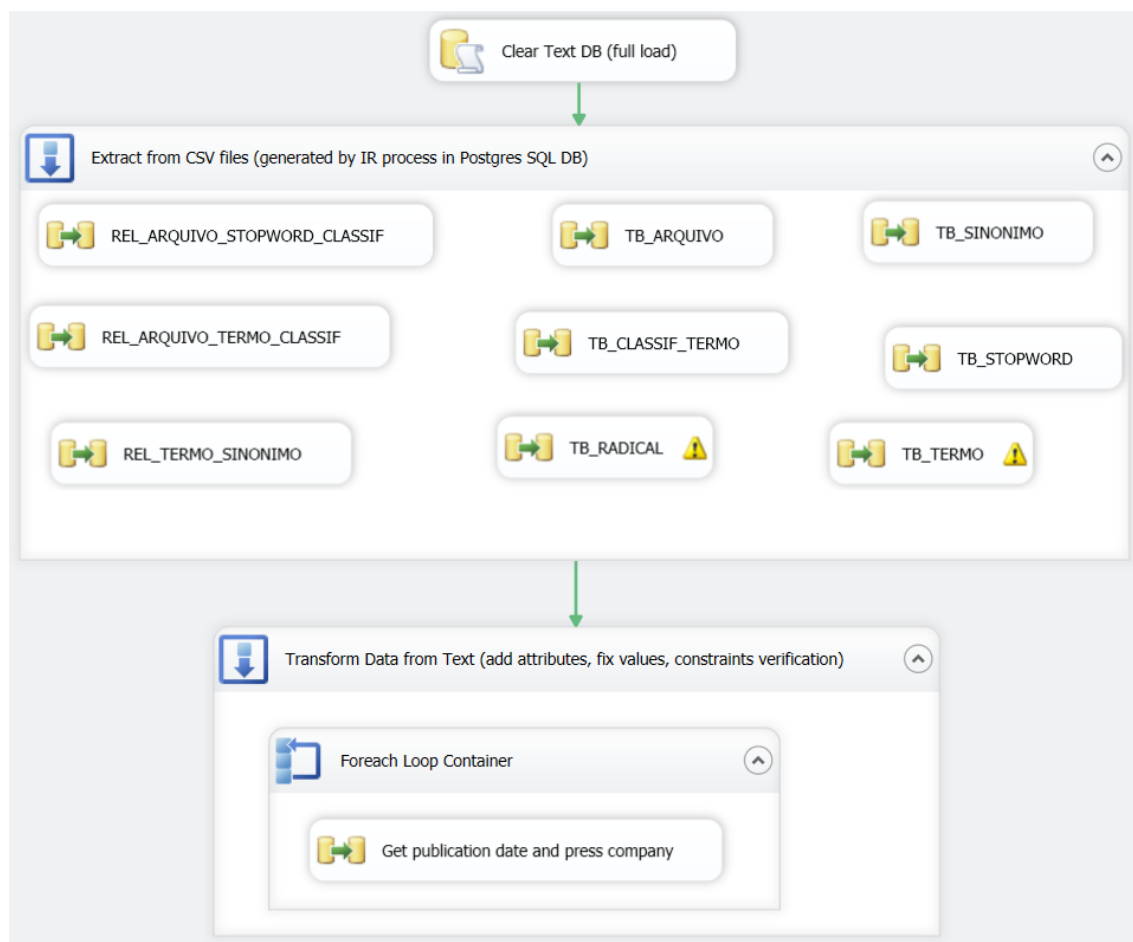 Clear Text DB (full load)
Extract from CSV files (generated by IR process in Postgres SQL DB)
REL_ARQUIVO_STOPWORD_CLASSIF
TB_ARQUIVO
TB_SINONIMO
REL_ARQUIVO_TERMO_CLASSIF
TB_CLASSIF_TERMO
TB_STOPWORD
REL_TERMO_SINONIMO
TB_RADICAL
TB_TERMO
Transform Data from Text (add attributes, fix values, constraints verification)
Foreach Loop Container
Get publication date and press company